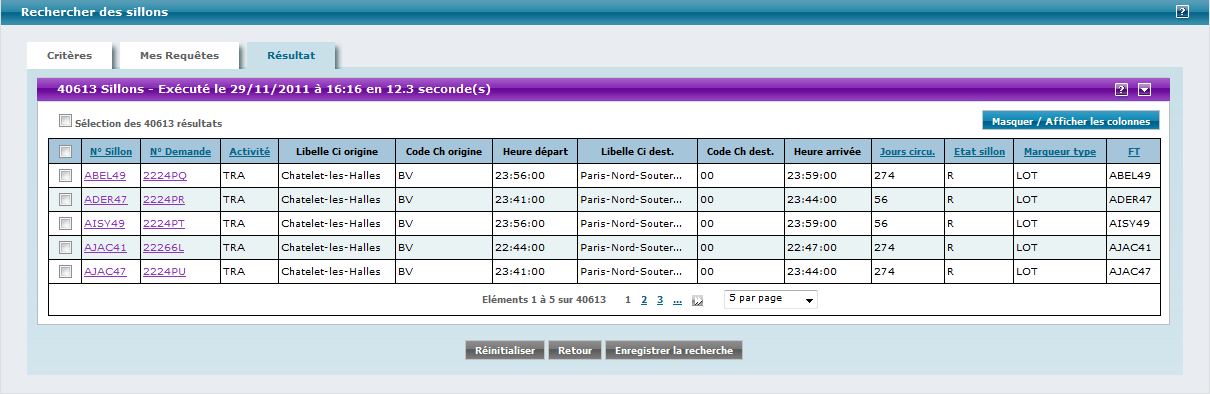 Rechercher des sillons ?
Critères Mes Requêtes Résultat
40613 Sillons - Exécuté le 29/11/2011 à 16:16 en 12.3 seconde(s) ?
Sélection des 40613 résultats Masquer / Afficher les colonnes
N° Sillon N° Demande Activité Libelle Ci origine Code Ch origine Heure départ Libelle Ci dest. Code Ch dest. Heure arrivée Jours circu. Etat sillon Marqueur type FT
ABEL49 2224PQ TRA Chatelet-les-Halles BV 23:56:00 Paris-Nord-Souter... 00 23:59:00 274 R LOT ABEL49
ADER47 2224PR TRA Chatelet-les-Halles BV 23:41:00 Paris-Nord-Souter... 00 23:44:00 56 R LOT ADER47
AISY49 2224PT TRA Chatelet-les-Halles BV 23:56:00 Paris-Nord-Souter... 00 23:59:00 56 R LOT AISY49
AJAC41 22266L TRA Chatelet-les-Halles BV 22:44:00 Paris-Nord-Souter... 00 22:47:00 274 R LOT AJAC41
AJAC47 2224PU TRA Chatelet-les-Halles BV 23:41:00 Paris-Nord-Souter... 00 23:44:00 274 R LOT AJAC47
Eléments 1 à 5 sur 40613 1 2 3 ... 5 par page
Réinitialiser Retour Enregistrer la recherche